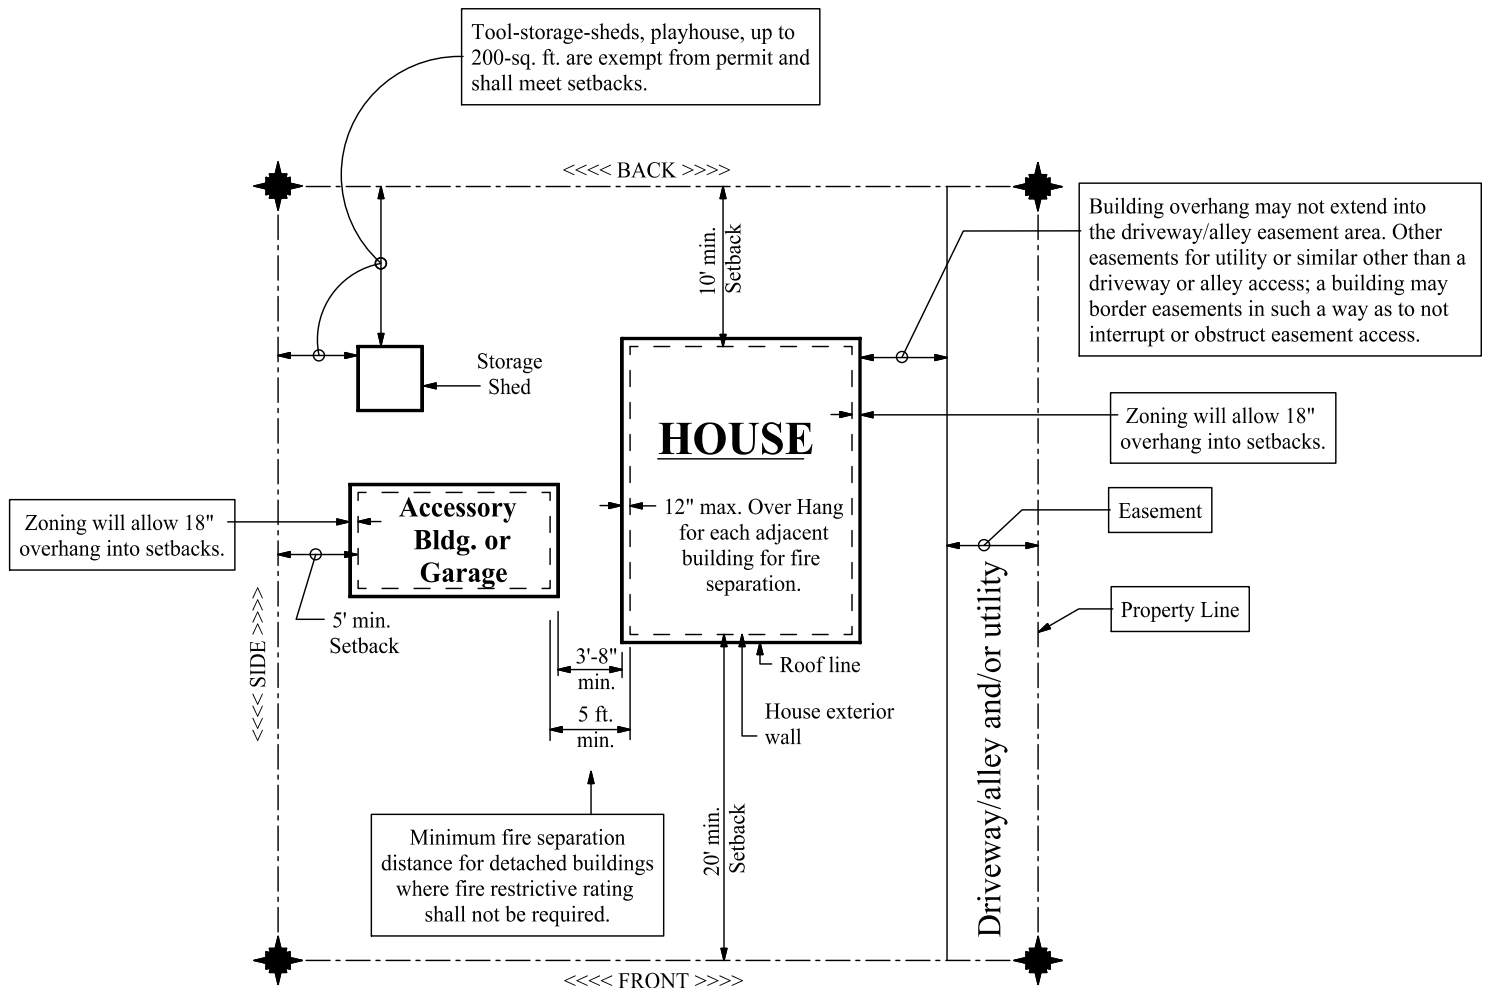 Tool-storage-sheds, playhouse, up to
200-sq. ft. are exempt from permit and
shall meet setbacks.
<<<< BACK >>>>
10' min.
Setback
Building overhang may not extend into
the driveway/alley easement area. Other
easements for utility or similar other than a
driveway or alley access; a building may
border easements in such a way as to not
interrupt or obstruct easement access.
Storage
Shed
HOUSE
Zoning will allow 18"
overhang into setbacks.
Zoning will allow 18"
overhang into setbacks.
Accessory
Bldg. or
Garage
12" max. Over Hang
for each adjacent
building for fire
separation.
Easement
5' min.
Setback
<<<< SIDE >>>>
Property Line
3'-8"
min.
5 ft.
min.
Roof line
House exterior
wall
Driveway/alley and/or utility
20' min.
Setback
Minimum fire separation
distance for detached buildings
where fire restrictive rating
shall not be required.
<<<< FRONT >>>>